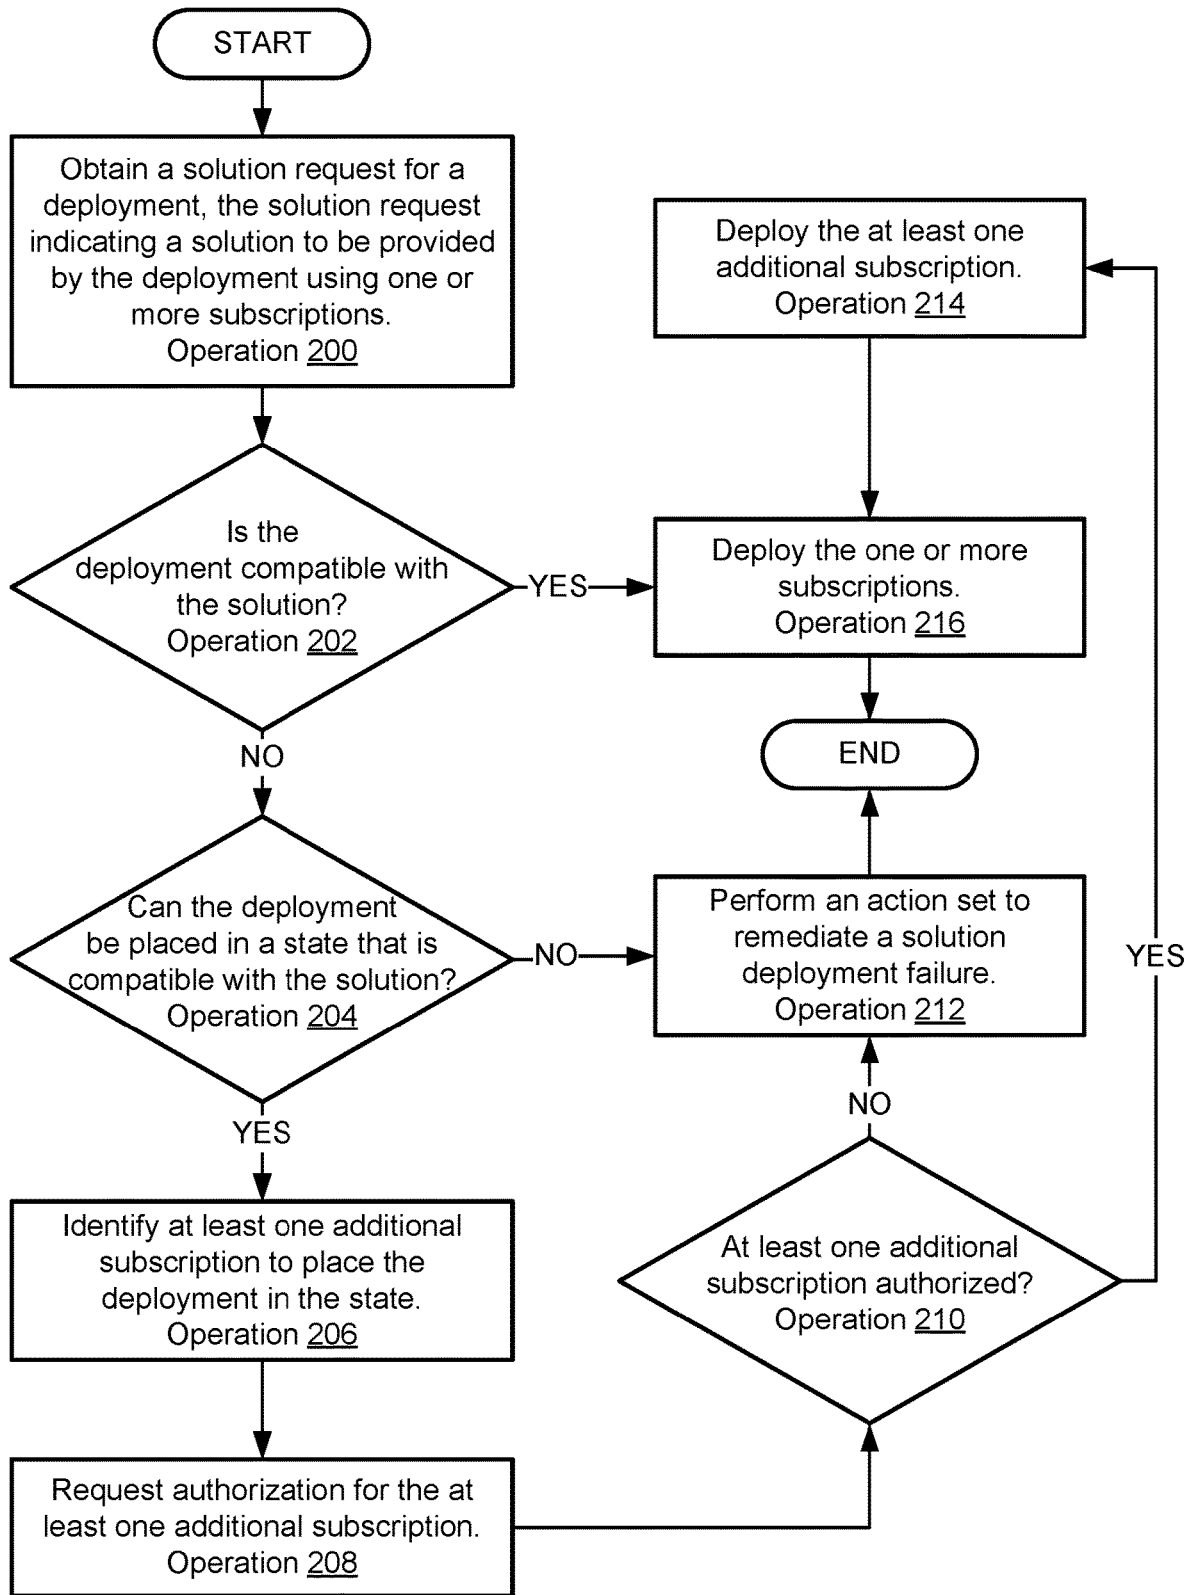 START
Obtain a solution request for a
deployment, the solution request
indicating a solution to be provided
by the deployment using one or
more subscriptions.
Operation 200
Is the
deployment compatible with
the solution?
Operation 202
YES
NO
Can the deployment
be placed in a state that is
compatible with the solution?
Operation 204
NO
YES
Identify at least one additional
subscription to place the
deployment in the state.
Operation 206
Request authorization for the at
least one additional subscription.
Operation 208
At least one additional
subscription authorized?
Operation 210
NO
YES
Perform an action set to
remediate a solution
deployment failure.
Operation 212
Deploy the at least one
additional subscription.
Operation 214
Deploy the one or more
subscriptions.
Operation 216
END